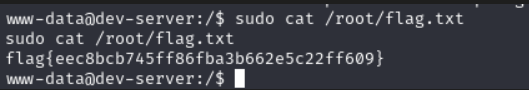 www-data@dev-server:/$ sudo cat /root/flag.txt
sudo cat /root/flag.txt
flag{eec8bcb745ff86fba3b662e5c22ff609}
www-data@dev-server:/$